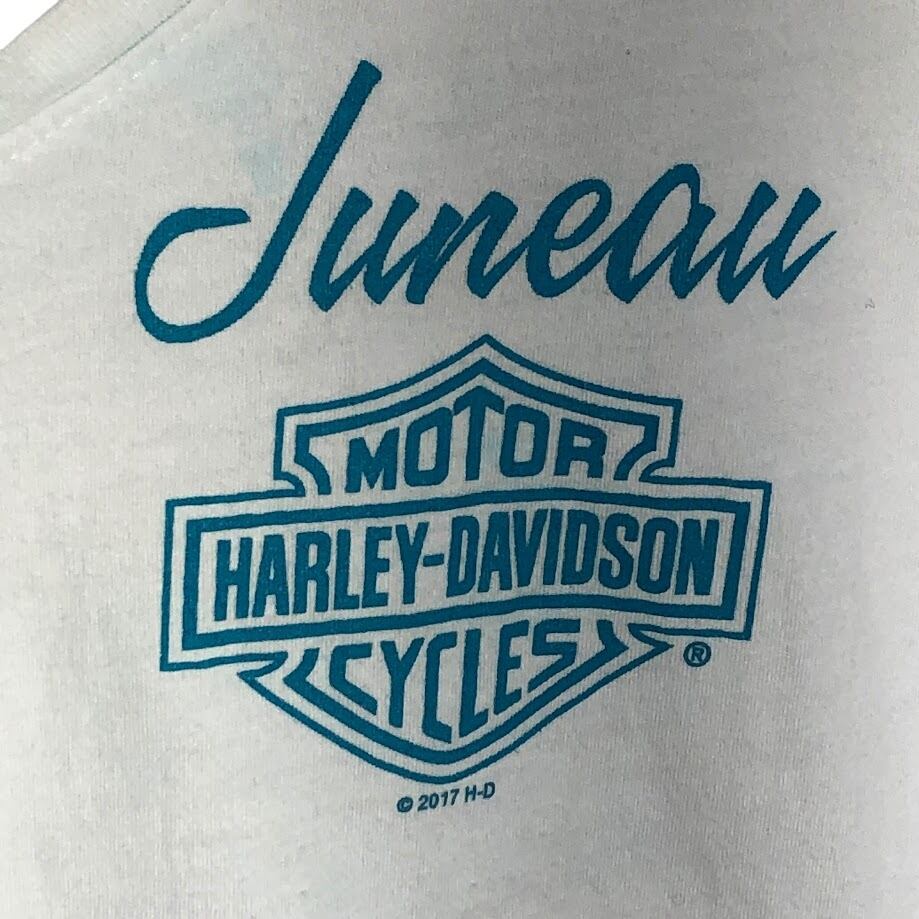 Juneau
MOTOR
HARLEY-DAVIDSON
CYCLES
®
© 2017 H-D